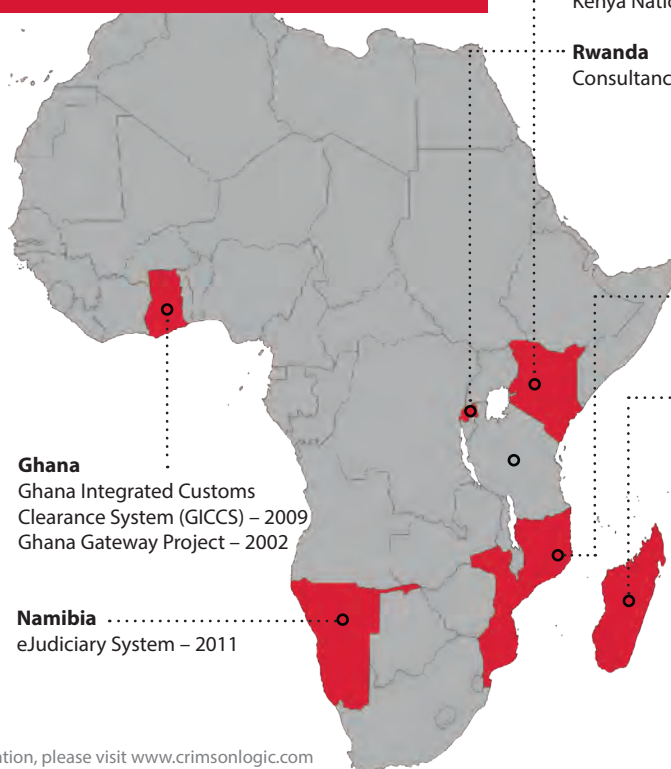 Kenya
Rwanda
Ghana
Ghana Integrated Customs
Clearance System (GICCS) – 2009
Ghana Gateway Project – 2002
Namibia
eJudiciary System – 2011
please visit www.crimsonlogic.com